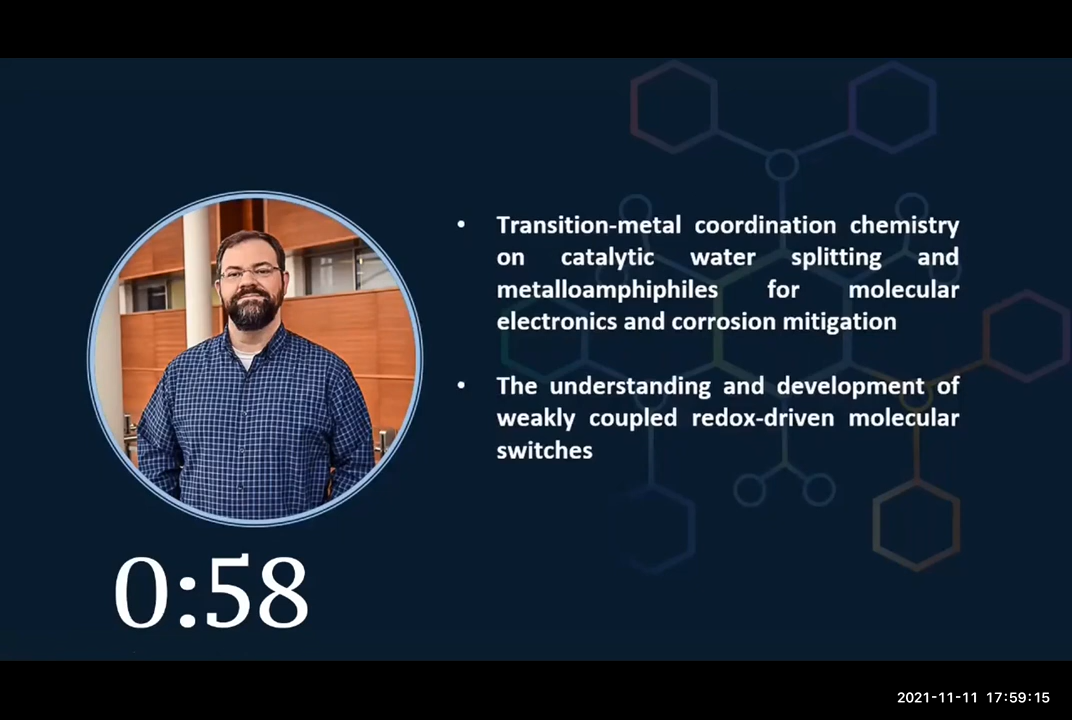 • Transition-metal coordination chemistry
on catalytic water splitting and
metalloamphiphiles for molecular
electronics and corrosion mitigation
• The understanding and development of
weakly coupled redox-driven molecular
switches
0:58
2021-11-11 17:59:15